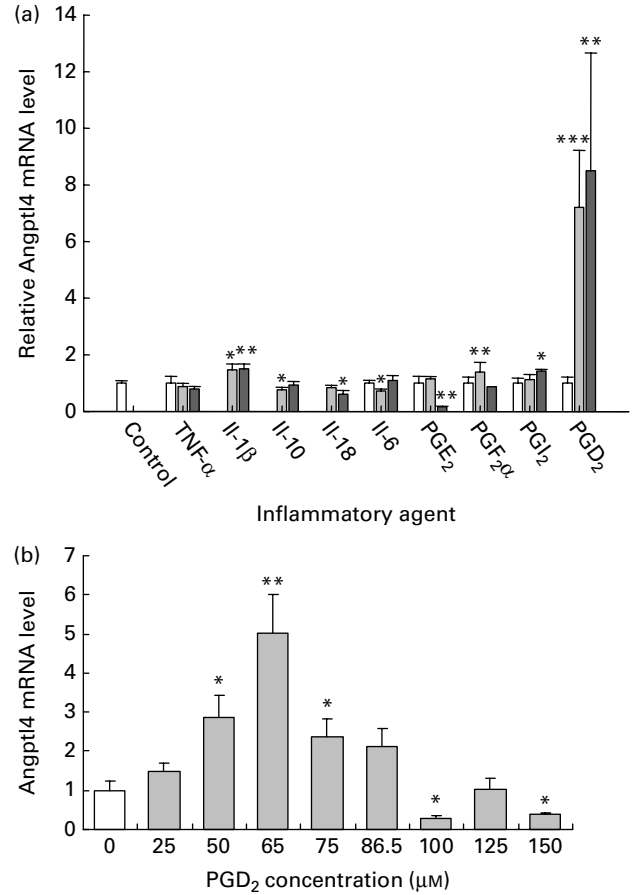 (a)
14
12
10
8
6
4
2
0
Relative Angptl4 mRNA level
* ** * * * ** ** * *** **
Control TNF-α Il-1β Il-10 Il-18 Il-6 PGE₂ PGF₂α PGI₂ PGD₂
Inflammatory agent
(b)
7
6
5
4
3
2
1
0
Angptl4 mRNA level
* ** * * *
0 25 50 65 75 86.5 100 125 150
PGD₂ concentration (μM)